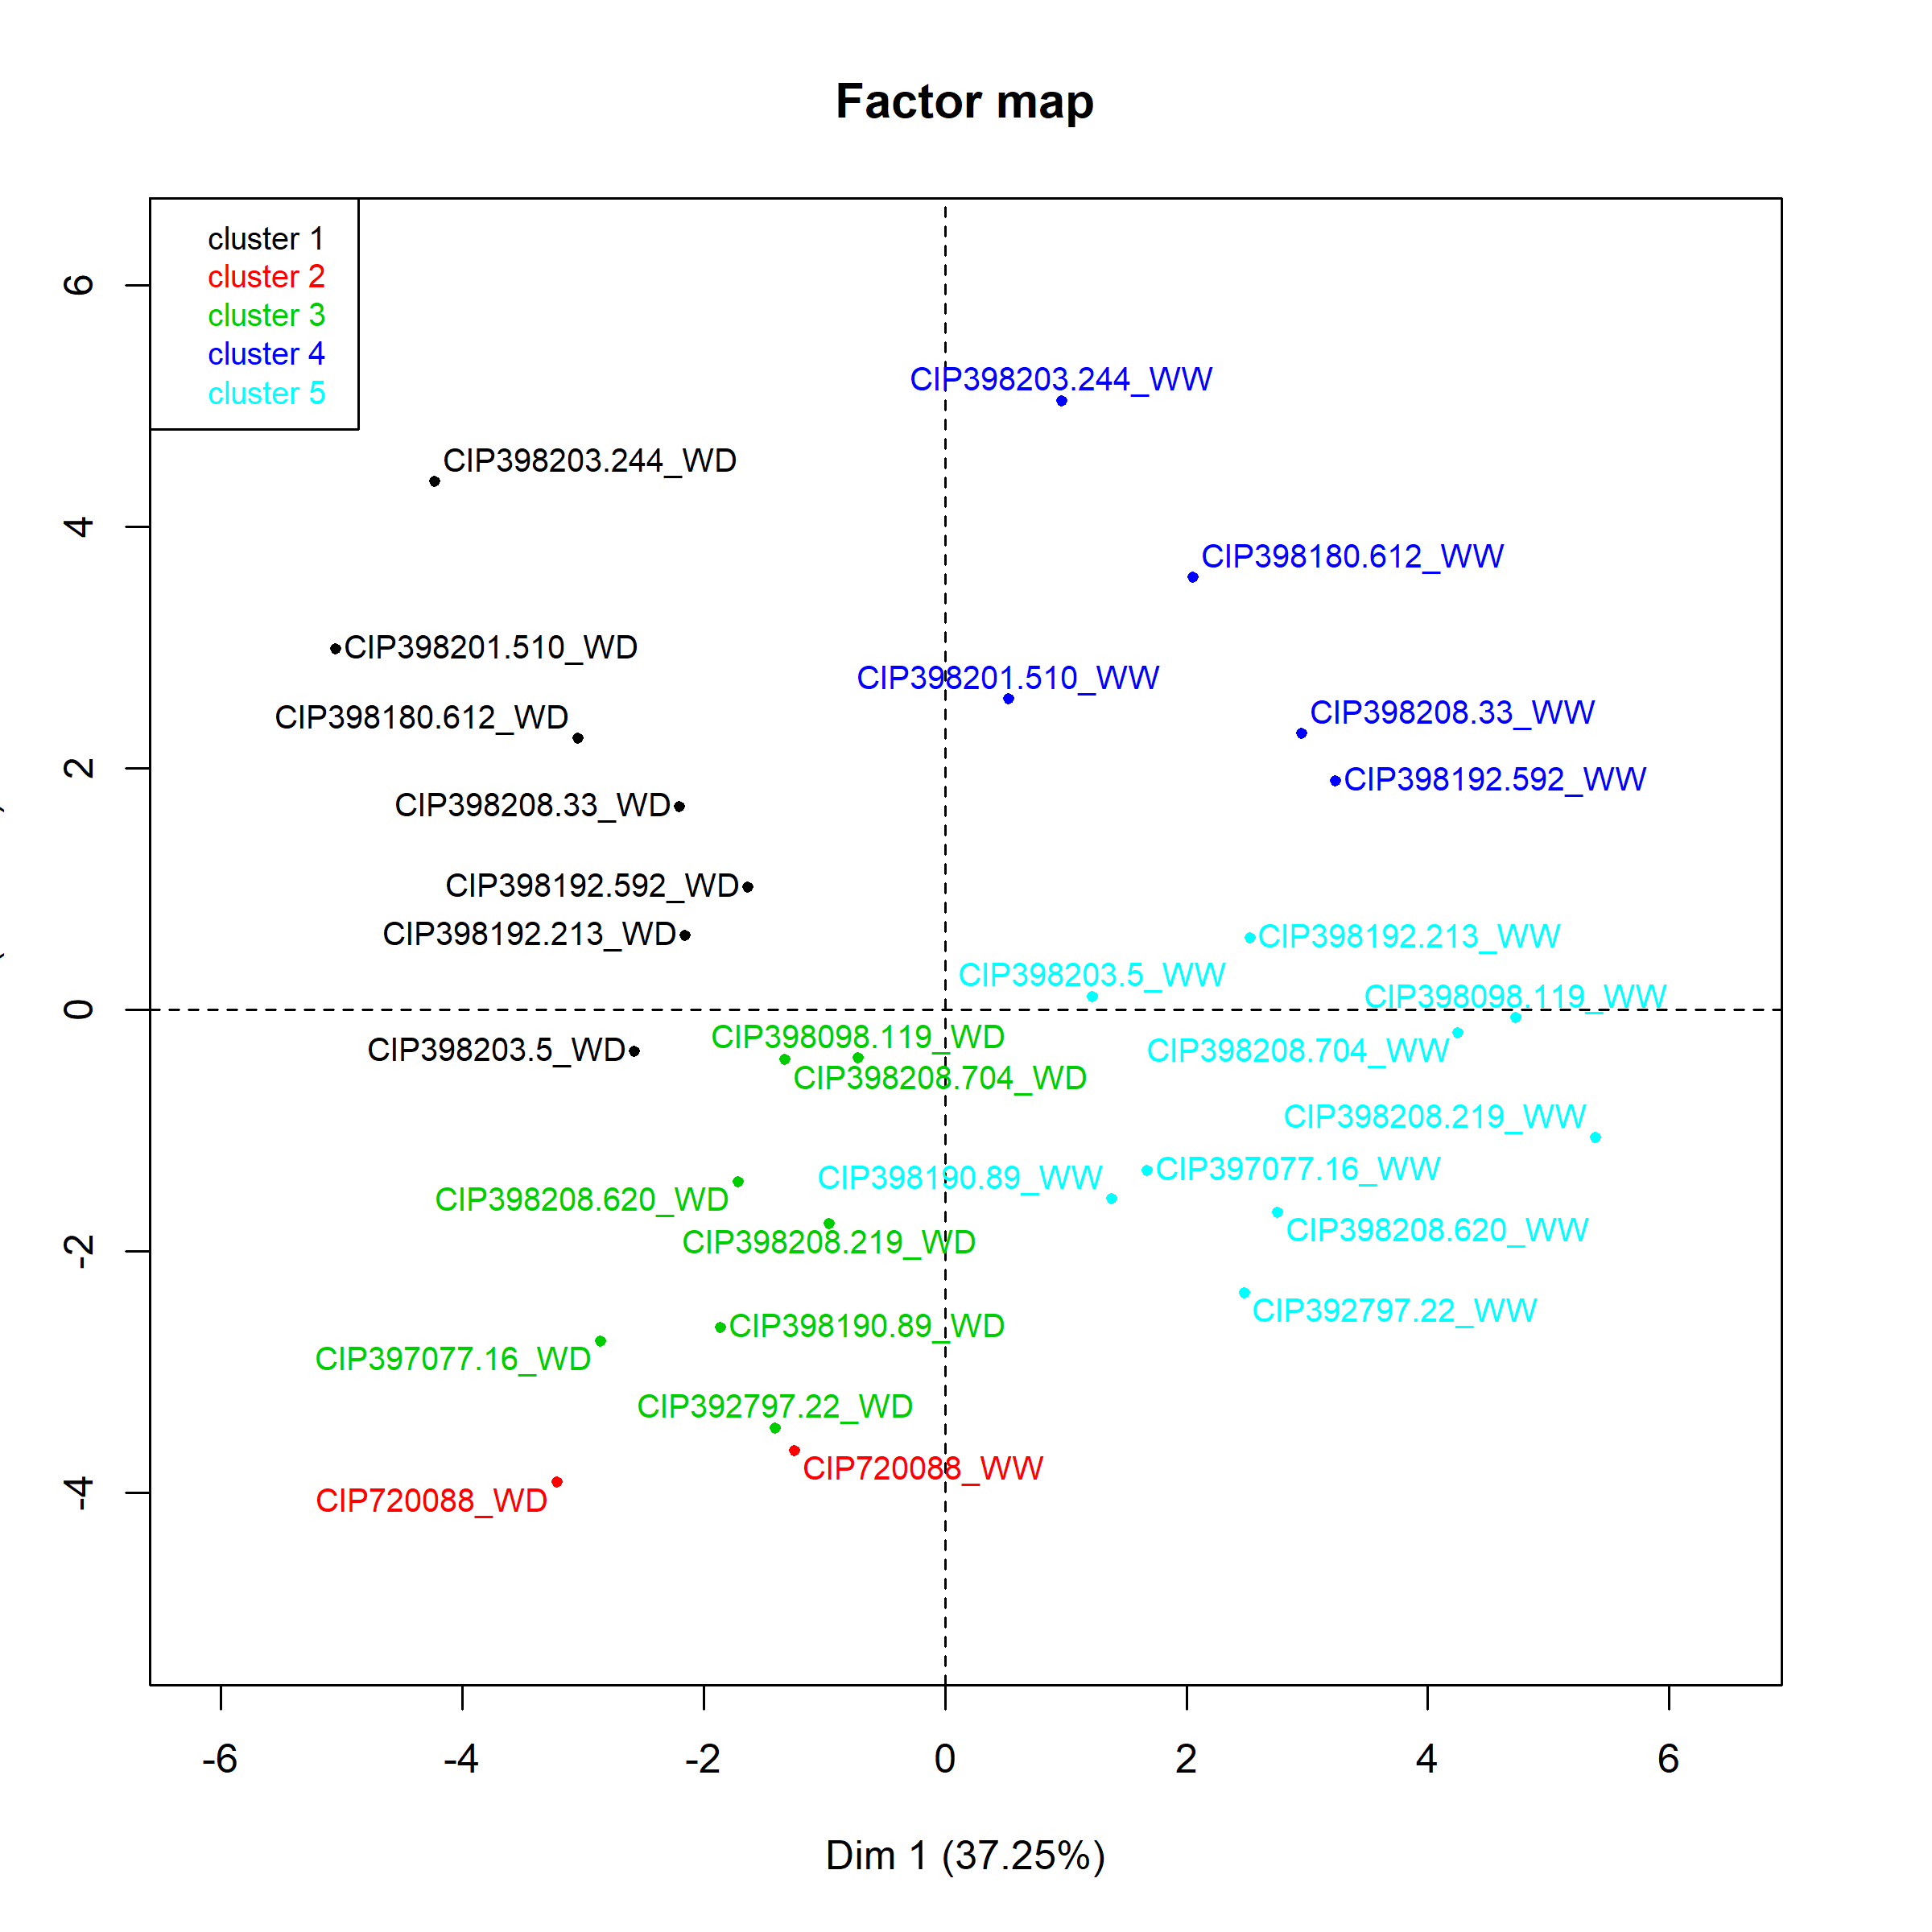 Factor map
cluster 1
cluster 2
cluster 3
cluster 4
cluster 5
6
4
2
0
-2
-4
CIP398203.244_WW
CIP398203.244_WD
CIP398180.612_WW
CIP398201.510_WD
CIP398201.510_WW
CIP398180.612_WD
CIP398208.33_WW
CIP398192.592_WW
CIP398208.33_WD
CIP398192.592_WD
CIP398192.213_WD
CIP398192.213_WW
CIP398203.5_WW
CIP398098.119_WW
CIP398098.119_WD
CIP398203.5_WD
CIP398208.704_WW
CIP398208.704_WD
CIP398208.219_WW
CIP397077.16_WW
CIP398190.89_WW
CIP398208.620_WD
CIP398208.620_WW
CIP398208.219_WD
CIP392797.22_WW
CIP398190.89_WD
CIP397077.16_WD
CIP392797.22_WD
CIP720088_WW
CIP720088_WD
-6 -4 -2 0 2 4 6
Dim 1 (37.25%)